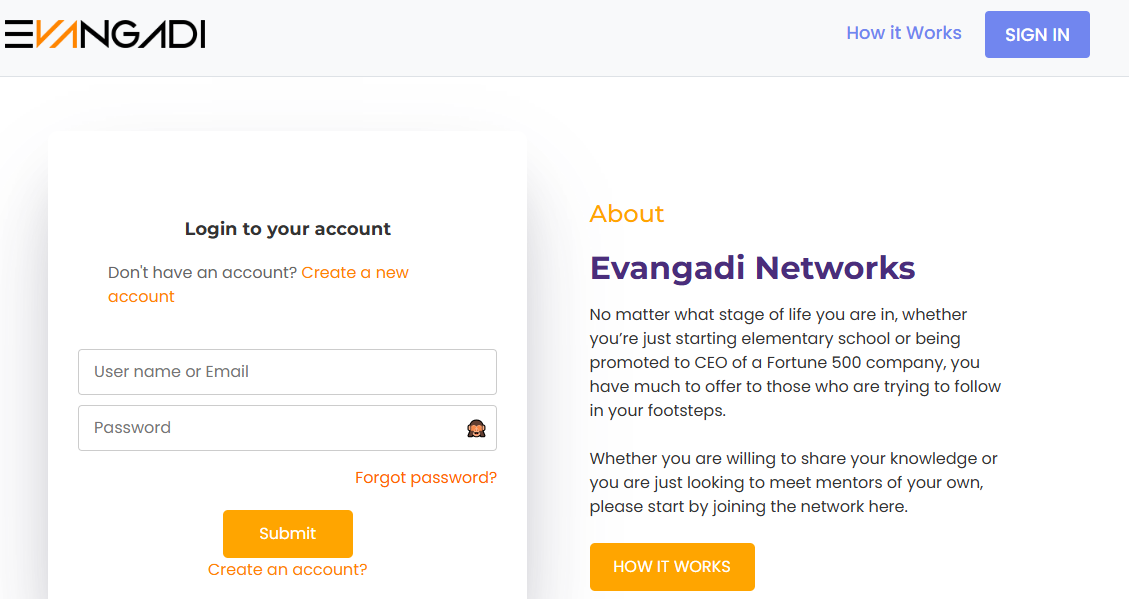 EVANGADI
How it Works
SIGN IN
Login to your account
Don't have an account? Create a new
account
User name or Email
Password
Forgot password?
Submit
Create an account?
About
Evangadi Networks
No matter what stage of life you are in, whether
you’re just starting elementary school or being
promoted to CEO of a Fortune 500 company, you
have much to offer to those who are trying to follow
in your footsteps.
Whether you are willing to share your knowledge or
you are just looking to meet mentors of your own,
please start by joining the network here.
HOW IT WORKS